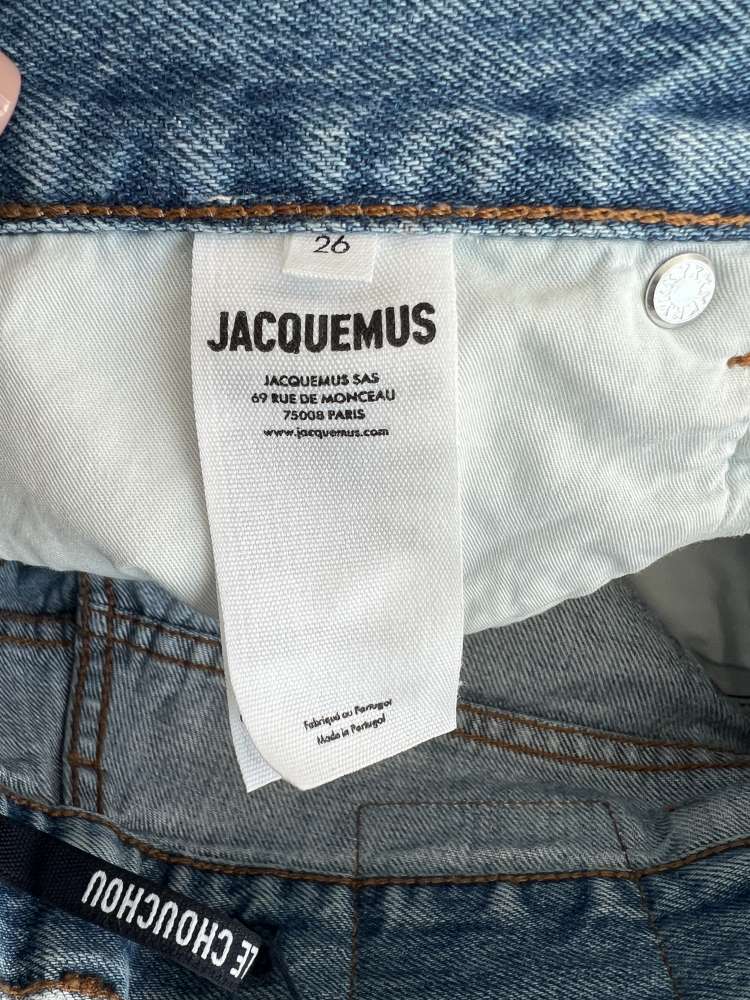 26
JACQUEMUS
JACQUEMUS SAS
69 RUE DE MONCEAU
75008 PARIS
www.jacquemus.com
Fabriqué au Portugal
Made in Portugal
LE CHOUCHOU